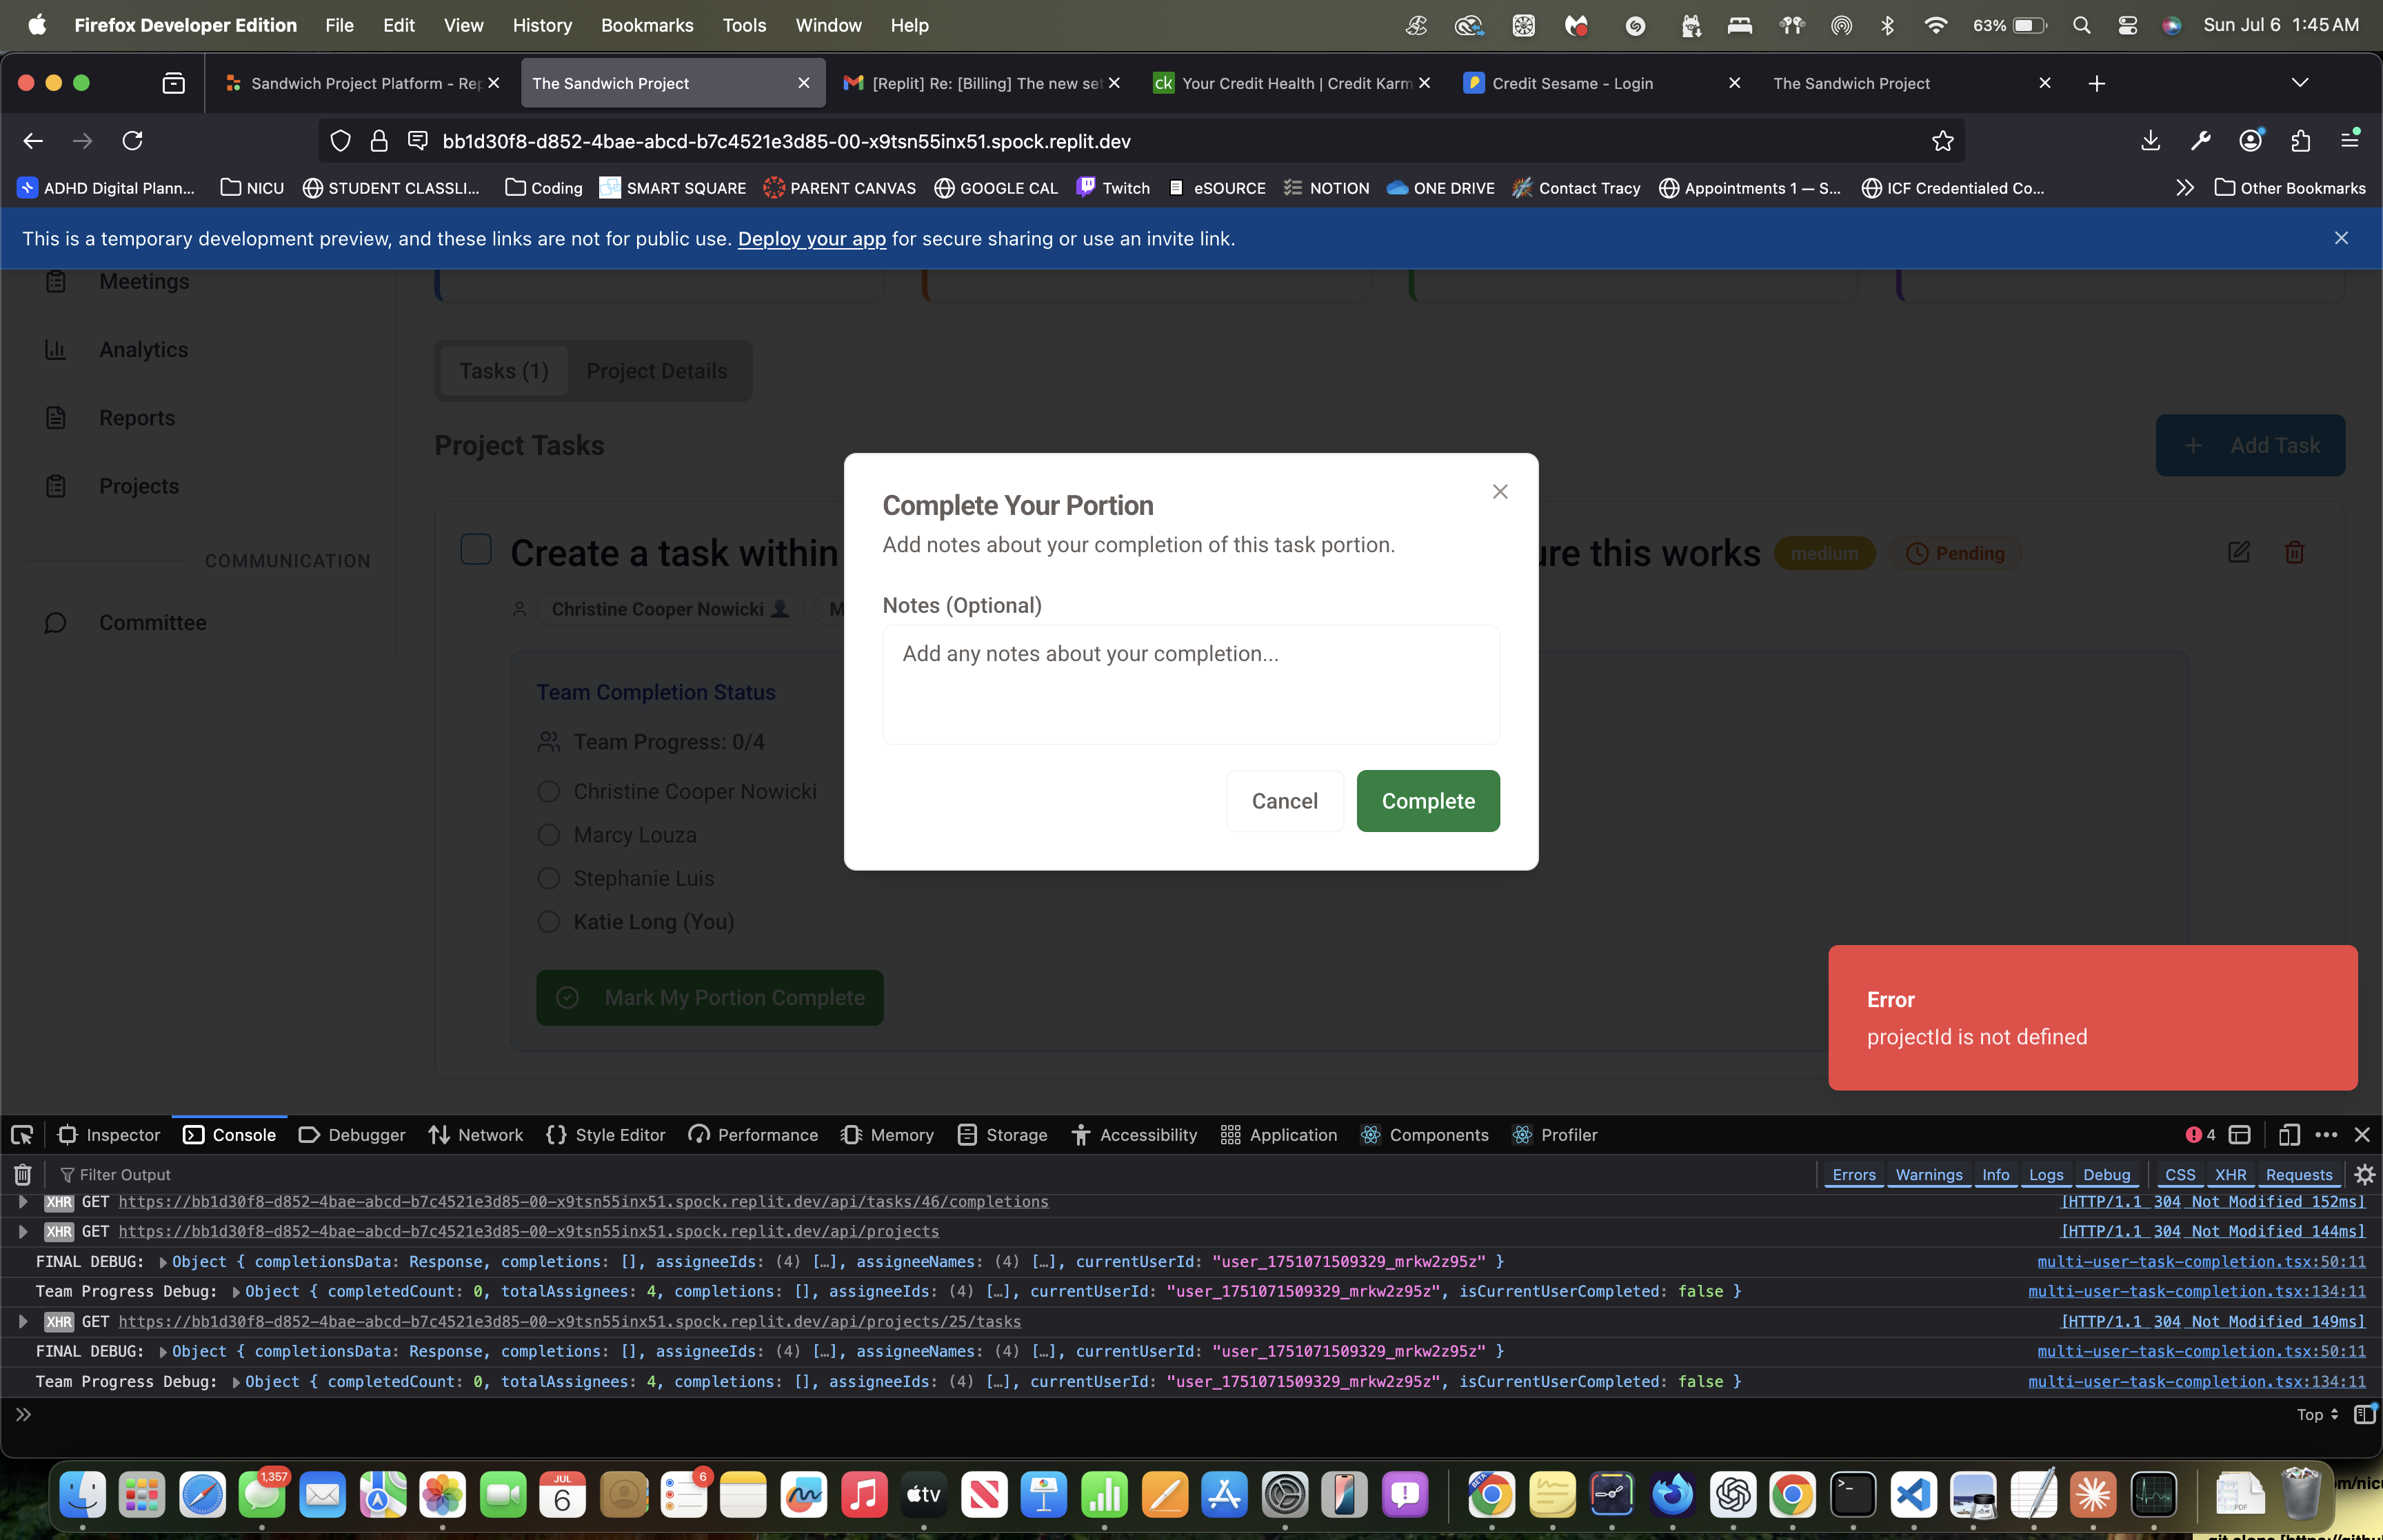 Firefox Developer Edition File Edit View History Bookmarks Tools Window Help 63% Sun Jul 6 1:45 AM
Sandwich Project Platform - Rep The Sandwich Project [Replit] Re: [Billing] The new set ck Your Credit Health | Credit Karm Credit Sesame - Login The Sandwich Project
bb1d30f8-d852-4bae-abcd-b7c4521e3d85-00-x9tsn55inx51.spock.replit.dev
ADHD Digital Plann... NICU STUDENT CLASSLI... Coding SMART SQUARE PARENT CANVAS GOOGLE CAL Twitch eSOURCE NOTION ONE DRIVE Contact Tracy Appointments 1 — S... ICF Credentialed Co... Other Bookmarks
This is a temporary development preview, and these links are not for public use. Deploy your app for secure sharing or use an invite link.
Meetings
Analytics
Reports
Projects
COMMUNICATION
Committee
Tasks (1) Project Details
Project Tasks
Add Task
Create a task within ure this works medium Pending
Christine Cooper Nowicki M
Team Completion Status
Team Progress: 0/4
Christine Cooper Nowicki
Marcy Louza
Stephanie Luis
Katie Long (You)
Mark My Portion Complete
Complete Your Portion
Add notes about your completion of this task portion.
Notes (Optional)
Add any notes about your completion...
Cancel Complete
Error
projectId is not defined
Inspector Console Debugger Network Style Editor Performance Memory Storage Accessibility Application Components Profiler 4
Filter Output Errors Warnings Info Logs Debug CSS XHR Requests
XHR GET https://bb1d30f8-d852-4bae-abcd-b7c4521e3d85-00-x9tsn55inx51.spock.replit.dev/api/tasks/46/completions [HTTP/1.1 304 Not Modified 152ms]
XHR GET https://bb1d30f8-d852-4bae-abcd-b7c4521e3d85-00-x9tsn55inx51.spock.replit.dev/api/projects [HTTP/1.1 304 Not Modified 144ms]
FINAL DEBUG: Object { completionsData: Response, completions: [], assigneeIds: (4) […], assigneeNames: (4) […], currentUserId: "user_1751071509329_mrkw2z95z" } multi-user-task-completion.tsx:50:11
Team Progress Debug: Object { completedCount: 0, totalAssignees: 4, completions: [], assigneeIds: (4) […], currentUserId: "user_1751071509329_mrkw2z95z", isCurrentUserCompleted: false } multi-user-task-completion.tsx:134:11
XHR GET https://bb1d30f8-d852-4bae-abcd-b7c4521e3d85-00-x9tsn55inx51.spock.replit.dev/api/projects/25/tasks [HTTP/1.1 304 Not Modified 149ms]
FINAL DEBUG: Object { completionsData: Response, completions: [], assigneeIds: (4) […], assigneeNames: (4) […], currentUserId: "user_1751071509329_mrkw2z95z" } multi-user-task-completion.tsx:50:11
Team Progress Debug: Object { completedCount: 0, totalAssignees: 4, completions: [], assigneeIds: (4) […], currentUserId: "user_1751071509329_mrkw2z95z", isCurrentUserCompleted: false } multi-user-task-completion.tsx:134:11
Top
1,357 JUL 6 6 tv BETA PDF